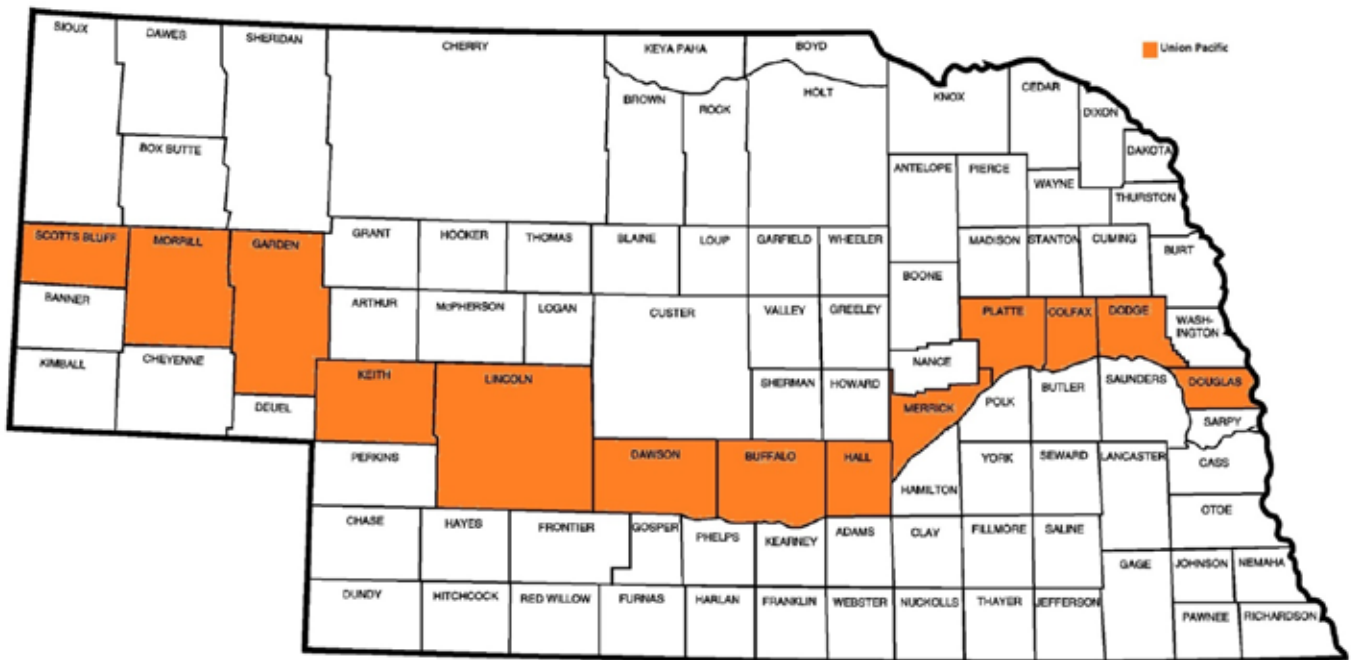 SIOUX
DAWES
SHERIDAN
CHERRY
KEYA PAHA
BOYD
Union Pacific
BROWN
ROCK
HOLT
KNOX
CEDAR
DIXON
DAKOTA
BOX BUTTE
ANTELOPE
PIERCE
WAYNE
THURSTON
SCOTTS BLUFF
MORRILL
GARDEN
GRANT
HOOKER
THOMAS
BLAINE
LOUP
GARFIELD
WHEELER
MADISON
STANTON
CUMING
BURT
BOONE
BANNER
ARTHUR
McPHERSON
LOGAN
CUSTER
VALLEY
GREELEY
PLATTE
COLFAX
DODGE
WASH-
INGTON
KIMBALL
CHEYENNE
NANCE
KEITH
LINCOLN
SHERMAN
HOWARD
BUTLER
SAUNDERS
DOUGLAS
DEUEL
MERRICK
POLK
SARPY
PERKINS
DAWSON
BUFFALO
HALL
YORK
SEWARD
LANCASTER
CASS
HAMILTON
OTOE
CHASE
HAYES
FRONTIER
GOSPER
PHELPS
KEARNEY
ADAMS
CLAY
FILLMORE
SALINE
GAGE
JOHNSON
NEMAHA
DUNDY
HITCHCOCK
RED WILLOW
FURNAS
HARLAN
FRANKLIN
WEBSTER
NUCKOLLS
THAYER
JEFFERSON
PAWNEE
RICHARDSON